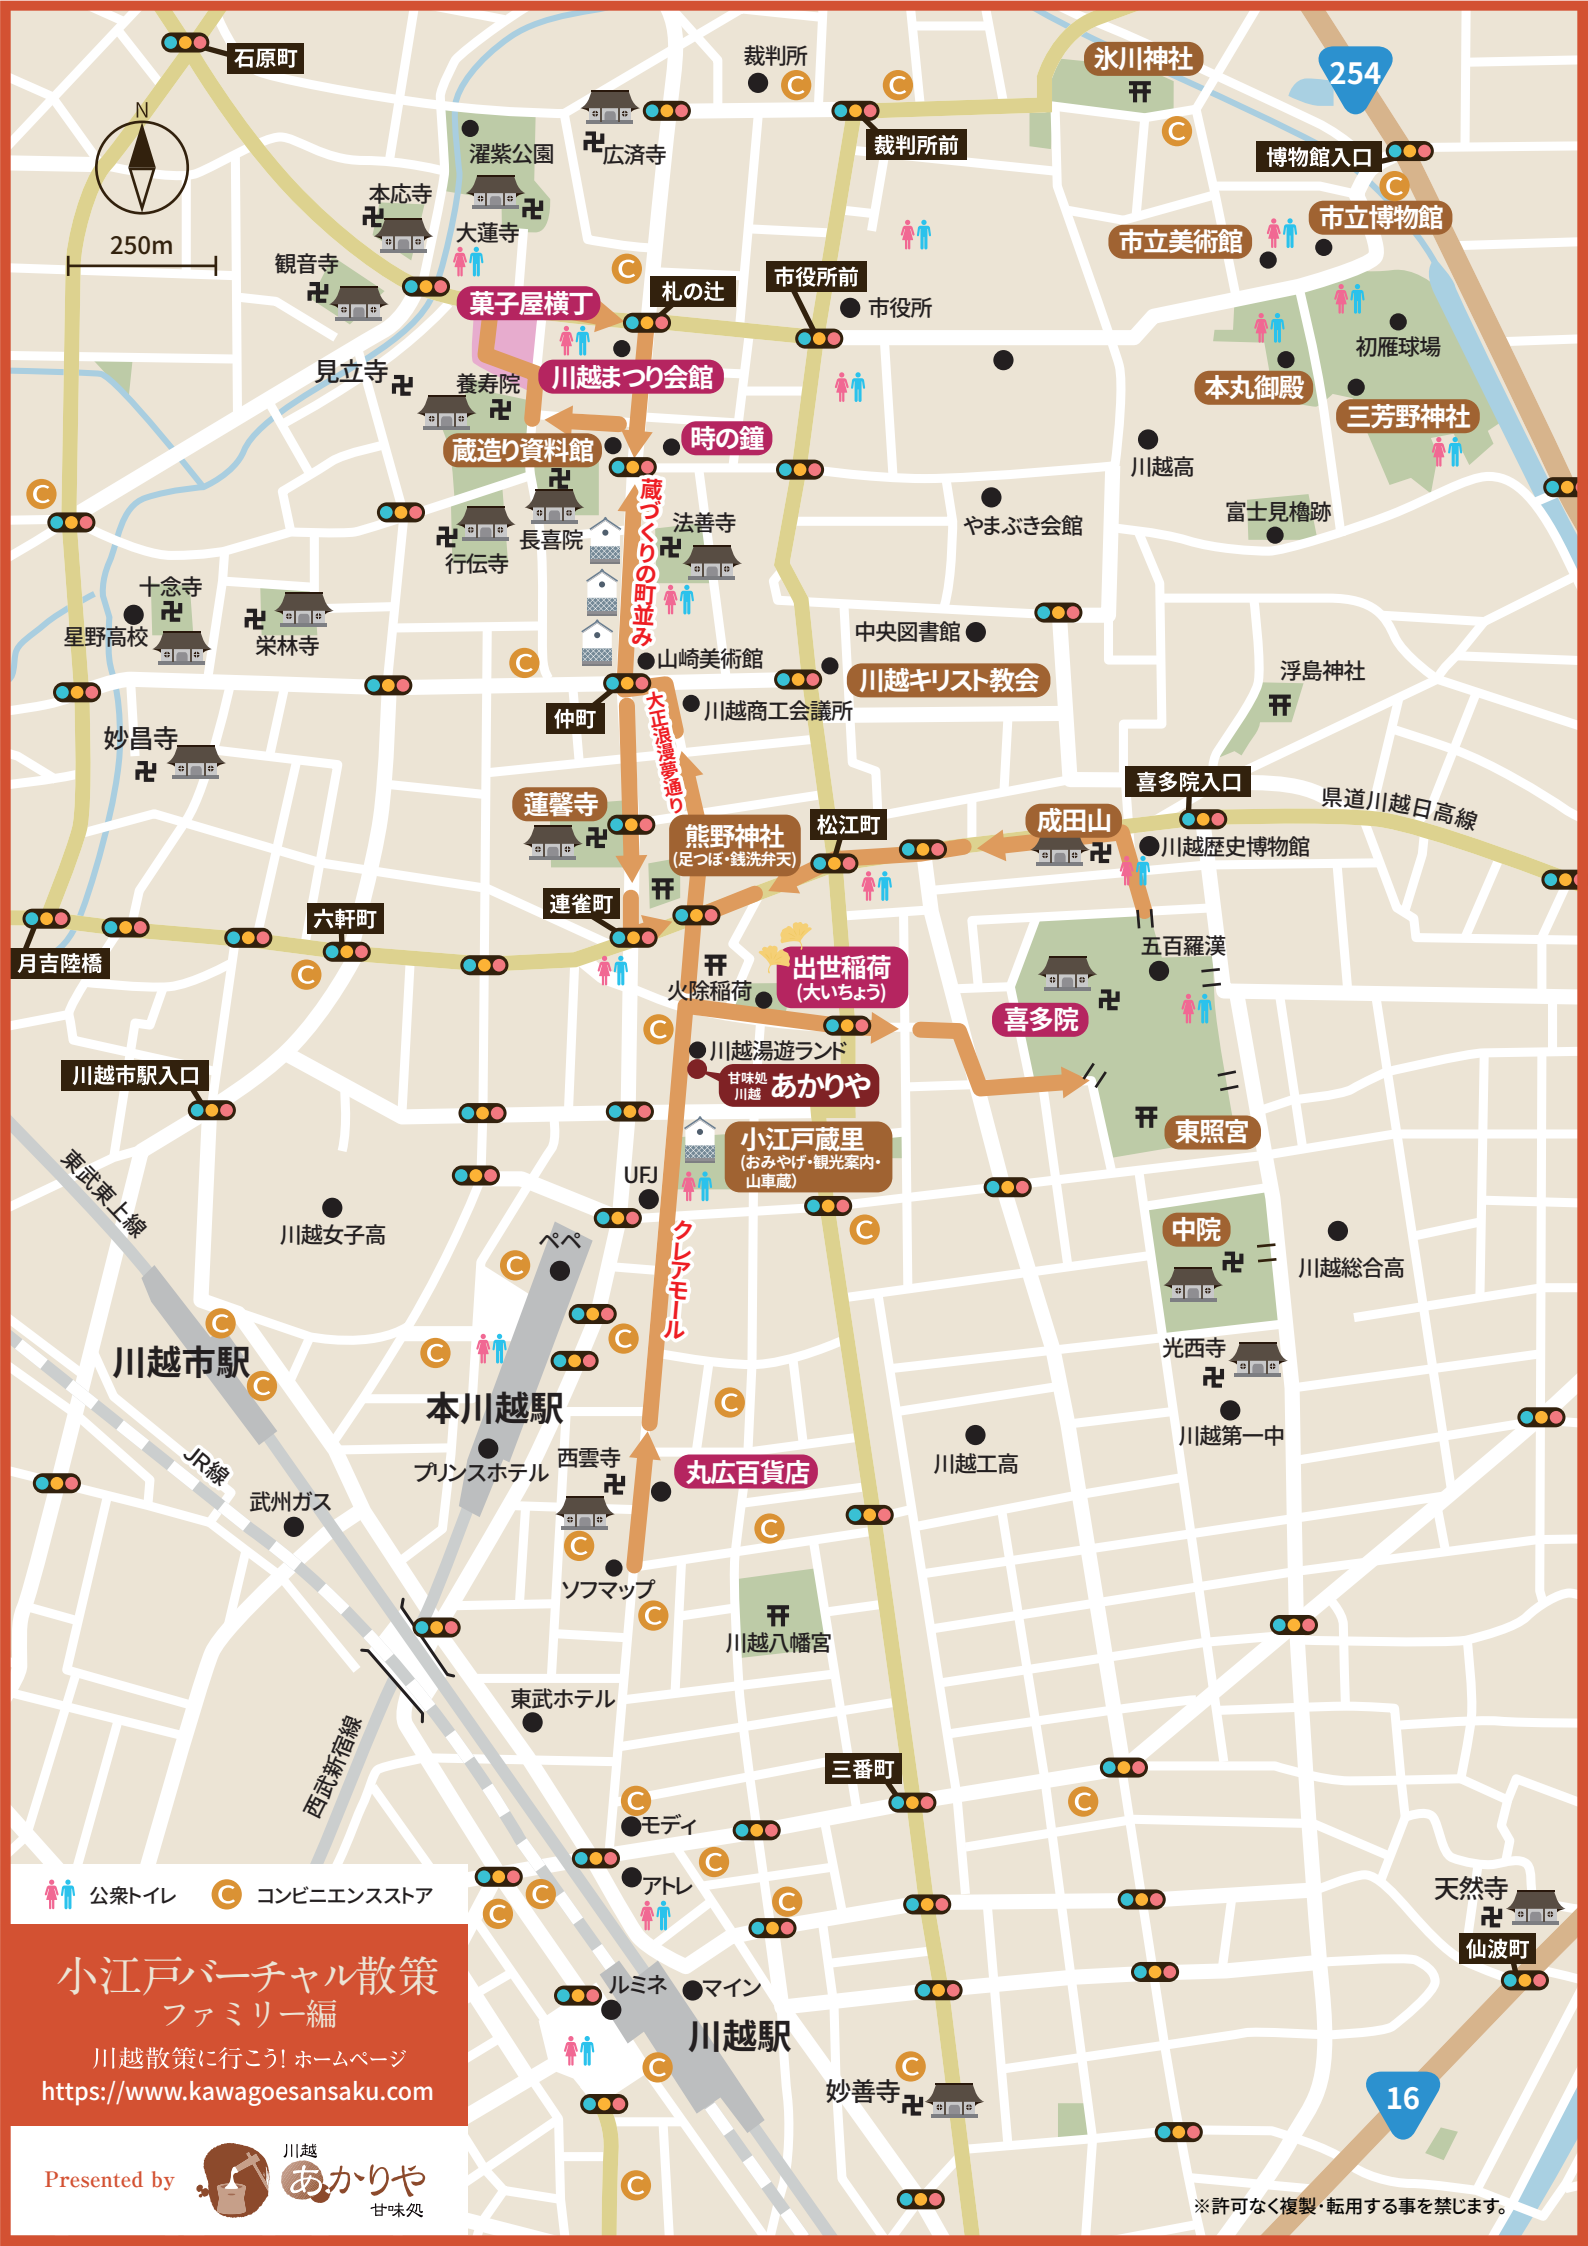 石原町
裁判所
氷川神社
254
N
裁判所前
広済寺
濯紫公園
博物館入口
本応寺
大蓮寺
市立博物館
市立美術館
250m
観音寺
菓子屋横丁
札の辻
市役所前
市役所
初雁球場
見立寺
養寿院
川越まつり会館
本丸御殿
三芳野神社
蔵造り資料館
時の鐘
川越高
蔵づくりの町並み
長喜院
行伝寺
法善寺
やまぶき会館
富士見櫓跡
十念寺
星野高校
栄林寺
中央図書館
山崎美術館
川越キリスト教会
浮島神社
仲町
川越商工会議所
大正浪漫夢通り
妙昌寺
喜多院入口
県道川越日高線
蓮馨寺
熊野神社
(足つぼ・銭洗弁天)
松江町
成田山
川越歴史博物館
連雀町
六軒町
月吉陸橋
五百羅漢
出世稲荷
(大いちょう)
火除稲荷
喜多院
川越湯遊ランド
甘味処
川越
あかりや
川越市駅入口
東照宮
小江戸蔵里
(おみやげ・観光案内・
山車蔵)
東武東上線
UFJ
川越女子高
ペペ
クレアモール
中院
川越総合高
川越市駅
光西寺
本川越駅
川越第一中
プリンスホテル
西雲寺
丸広百貨店
川越工高
JR線
武州ガス
ソフマップ
川越八幡宮
東武ホテル
西武新宿線
三番町
モディ
アトレ
公衆トイレ
C コンビニエンスストア
天然寺
仙波町
小江戸バーチャル散策
ファミリー編
川越散策に行こう! ホームページ
https://www.kawagoesansaku.com
ルミネ
マイン
川越駅
妙善寺
16
Presented by
川越
あかりや
甘味処
※許可なく複製・転用する事を禁じます。